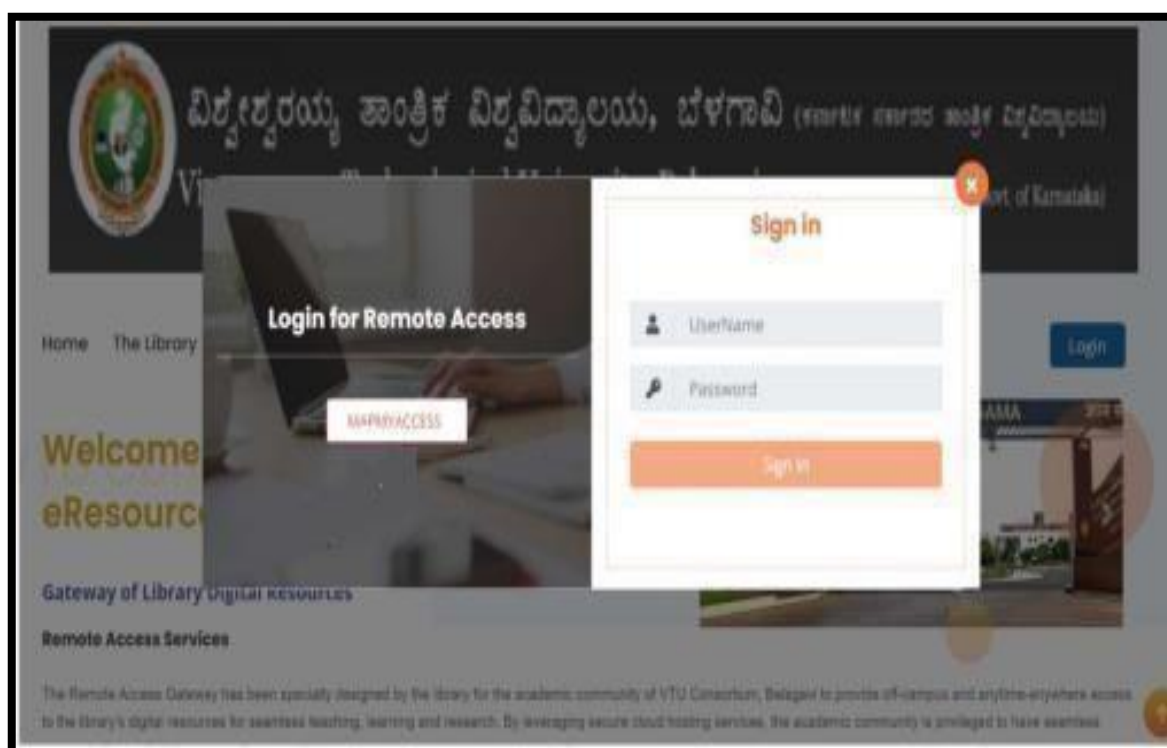 ವಿಶ್ವೇಶ್ವರಯ್ಯ ತಾಂತ್ರಿಕ ವಿಶ್ವವಿದ್ಯಾಲಯ, ಬೆಳಗಾವಿ
Govt. of Karnataka)
Sign in
Login for Remote Access
UserName
Home The Library
Login
Password
MAPMYACCESS
Welcome
Sign In
eResource
Gateway of Library Digital Resources
Remote Access Services
The Remote Access Gateway has been specially designed by the library for the academic community of VTU Consortium, Belagavi to provide off-campus and anytime-anywhere access
to the library's digital resources for seamless teaching, learning and research. By leveraging secure cloud hosting services, the academic community is privileged to have seamless